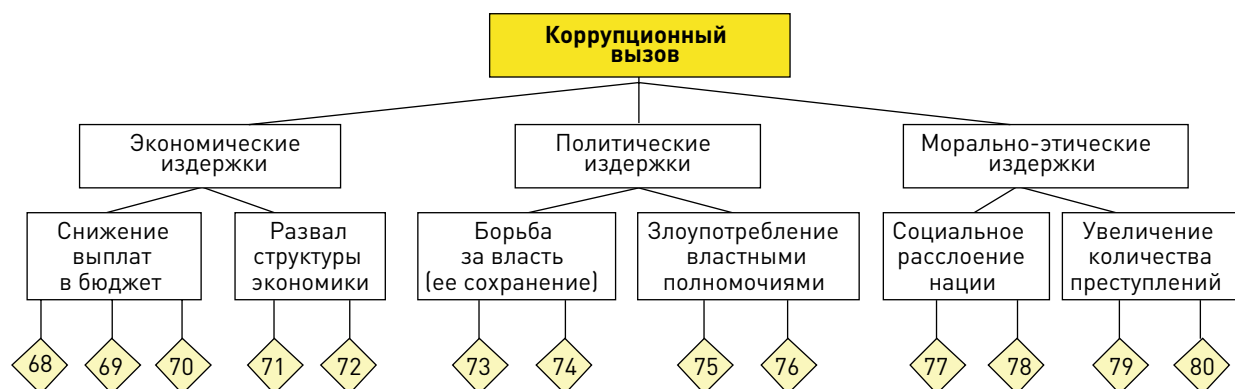 Коррупционный
вызов
Экономические
издержки
Политические
издержки
Морально-этические
издержки
Снижение
выплат
в бюджет
Развал
структуры
экономики
Борьба
за власть
(ее сохранение)
Злоупотребление
властными
полномочиями
Социальное
расслоение
нации
Увеличение
количества
преступлений
68
69
70
71
72
73
74
75
76
77
78
79
80